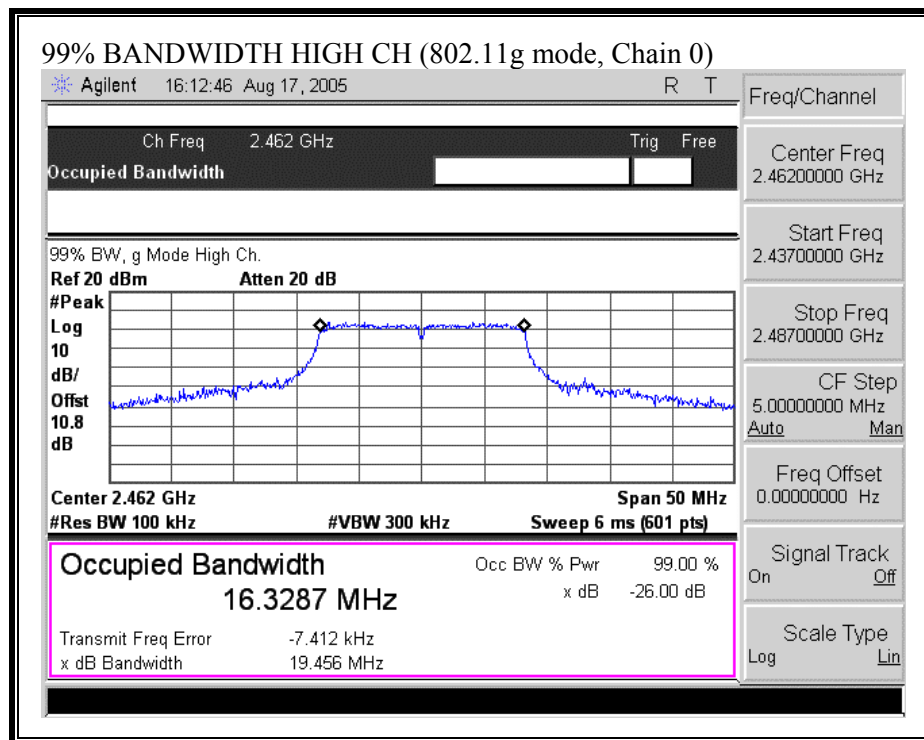 99% BANDWIDTH HIGH CH (802.11g mode, Chain 0)
Agilent 16:12:46 Aug 17, 2005 R T
Ch Freq 2.462 GHz Trig Free
Occupied Bandwidth
99% BW, g Mode High Ch.
Ref 20 dBm Atten 20 dB
#Peak
Log
10
dB/
Offst
10.8
dB
Center 2.462 GHz Span 50 MHz
#Res BW 100 kHz #VBW 300 kHz Sweep 6 ms (601 pts)
Occupied Bandwidth Occ BW % Pwr 99.00 %
16.3287 MHz x dB -26.00 dB
Transmit Freq Error -7.412 kHz
x dB Bandwidth 19.456 MHz
Freq/Channel
Center Freq
2.46200000 GHz
Start Freq
2.43700000 GHz
Stop Freq
2.48700000 GHz
CF Step
5.00000000 MHz
Auto Man
Freq Offset
0.00000000 Hz
Signal Track
On Off
Scale Type
Log Lin